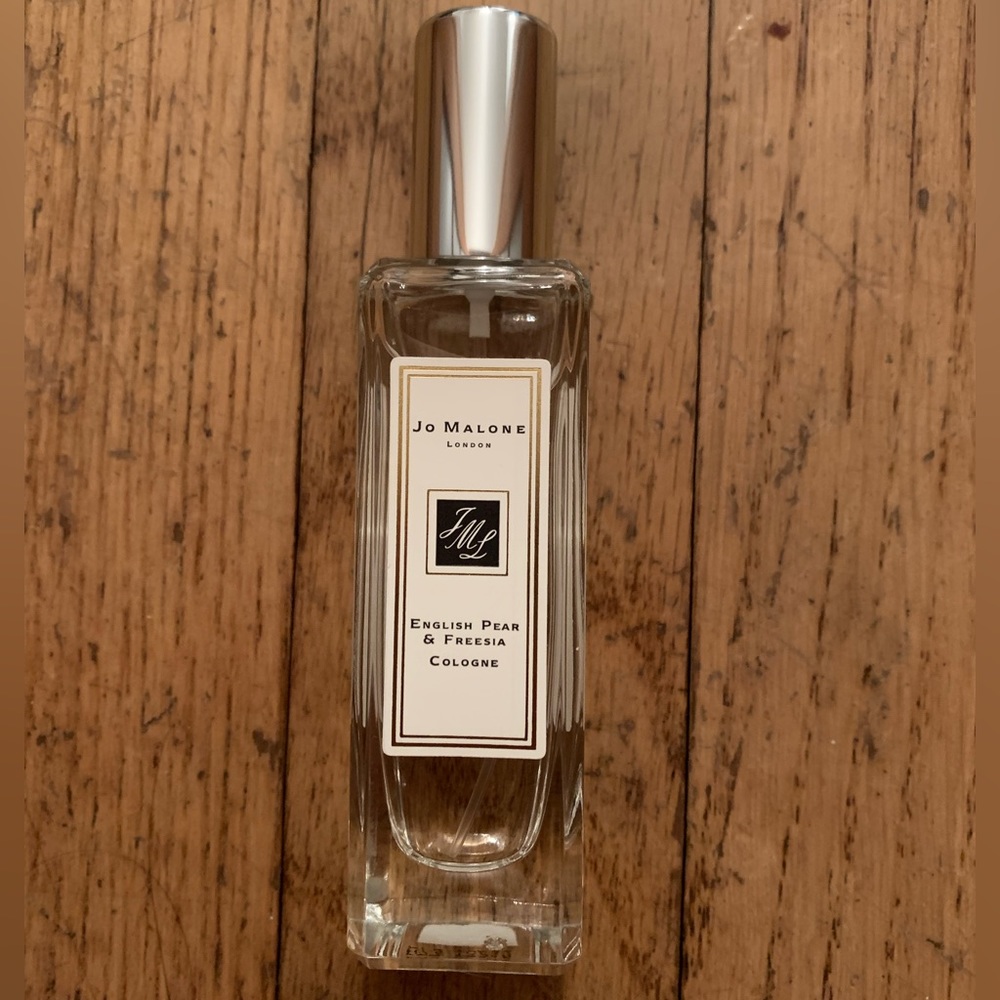 Jo Malone
London
JML
English Pear
& Freesia
Cologne